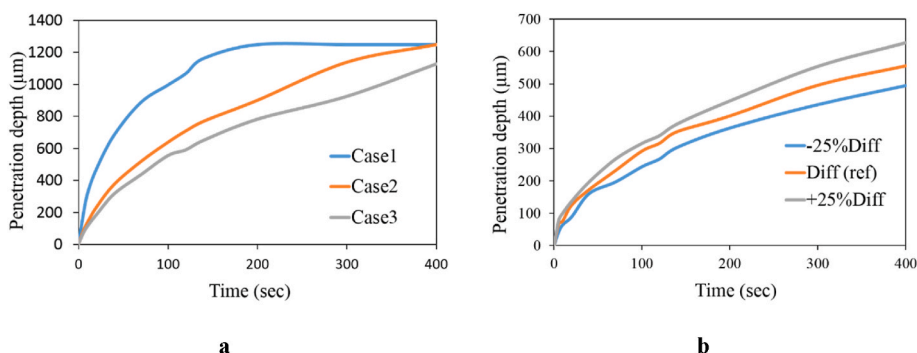 1400
1200
1000
800
600
400
200
0
Penetration depth (μm)
Case1
Case2
Case3
0 100 200 300 400
Time (sec)
a
700
600
500
400
300
200
100
0
Penetration depth (μm)
-25%Diff
Diff (ref)
+25%Diff
0 100 200 300 400
Time (sec)
b